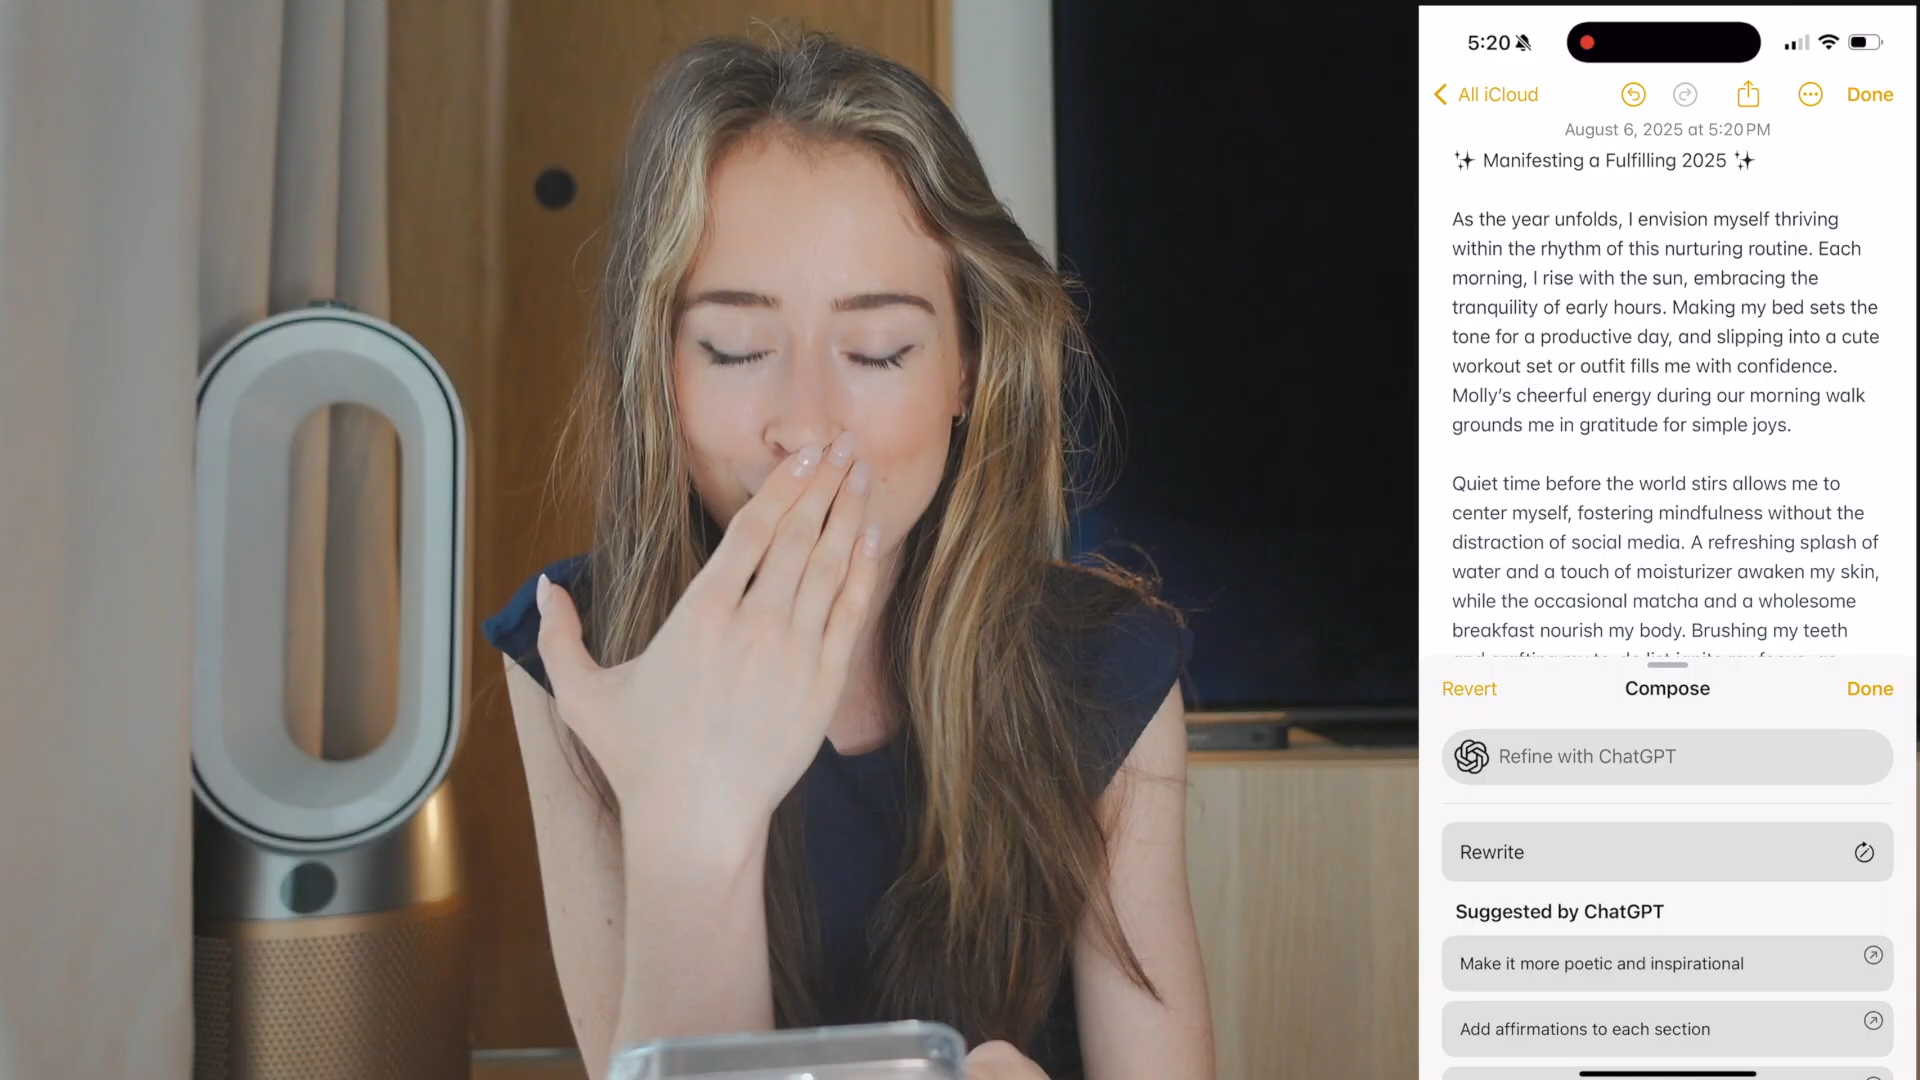 5:20
All iCloud
Done
August 6, 2025 at 5:20 PM
✨ Manifesting a Fulfilling 2025 ✨
As the year unfolds, I envision myself thriving
within the rhythm of this nurturing routine. Each
morning, I rise with the sun, embracing the
tranquility of early hours. Making my bed sets the
tone for a productive day, and slipping into a cute
workout set or outfit fills me with confidence.
Molly’s cheerful energy during our morning walk
grounds me in gratitude for simple joys.
Quiet time before the world stirs allows me to
center myself, fostering mindfulness without the
distraction of social media. A refreshing splash of
water and a touch of moisturizer awaken my skin,
while the occasional matcha and a wholesome
breakfast nourish my body. Brushing my teeth
Revert
Compose
Done
Refine with ChatGPT
Rewrite
Suggested by ChatGPT
Make it more poetic and inspirational
Add affirmations to each section